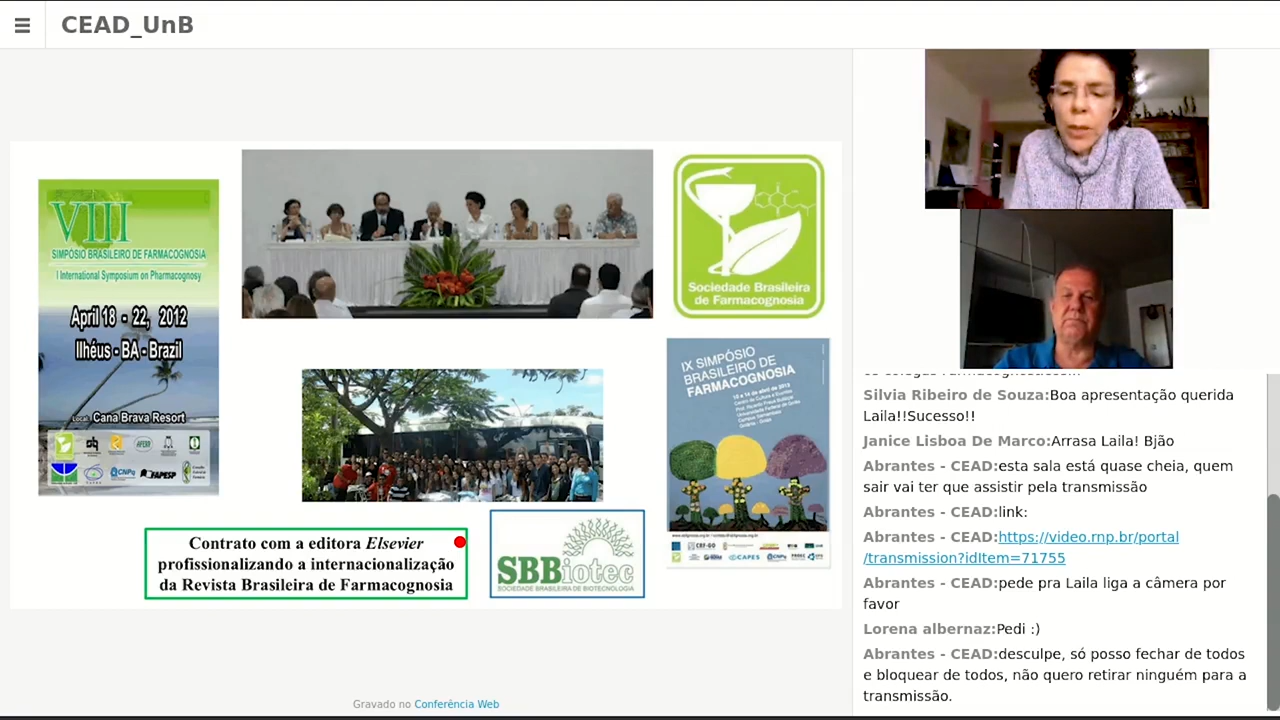 CEAD_UnB
VIII
SIMPÓSIO BRASILEIRO DE FARMACOGNOSIA
I International Symposium on Pharmacognosy
April 18 - 22, 2012
Ilhéus - BA - Brazil
Local: Cana Brava Resort
CNPq
FAPESP
Sociedade Brasileira
de Farmacognosia
IX SIMPÓSIO
BRASILEIRO DE
FARMACOGNOSIA
CAPES
CNPq
Contrato com a editora Elsevier
profissionalizando a internacionalização
da Revista Brasileira de Farmacognosia
SBBiotec
SOCIEDADE BRASILEIRA DE BIOTECNOLOGIA
Gravado no Conferência Web
Silvia Ribeiro de Souza:Boa apresentação querida
Laila!!Sucesso!!
Janice Lisboa De Marco:Arrasa Laila! Bjão
Abrantes - CEAD:esta sala está quase cheia, quem
sair vai ter que assistir pela transmissão
Abrantes - CEAD:link:
Abrantes - CEAD:https://video.rnp.br/portal
/transmission?idItem=71755
Abrantes - CEAD:pede pra Laila liga a câmera por
favor
Lorena albernaz:Pedi :)
Abrantes - CEAD:desculpe, só posso fechar de todos
e bloquear de todos, não quero retirar ninguém para a
transmissão.